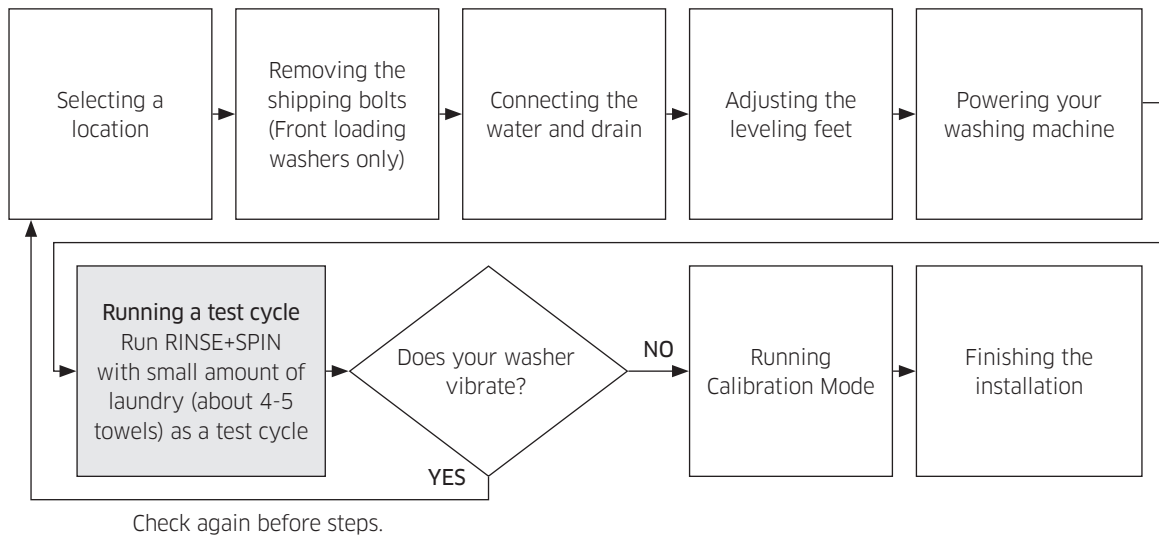 Selecting a
location
Removing the
shipping bolts
(Front loading
washers only)
Connecting the
water and drain
Adjusting the
leveling feet
Powering your
washing machine
Running a test cycle
Run RINSE+SPIN
with small amount of
laundry (about 4-5
towels) as a test cycle
Does your washer
vibrate?
NO
YES
Running
Calibration Mode
Finishing the
installation
Check again before steps.